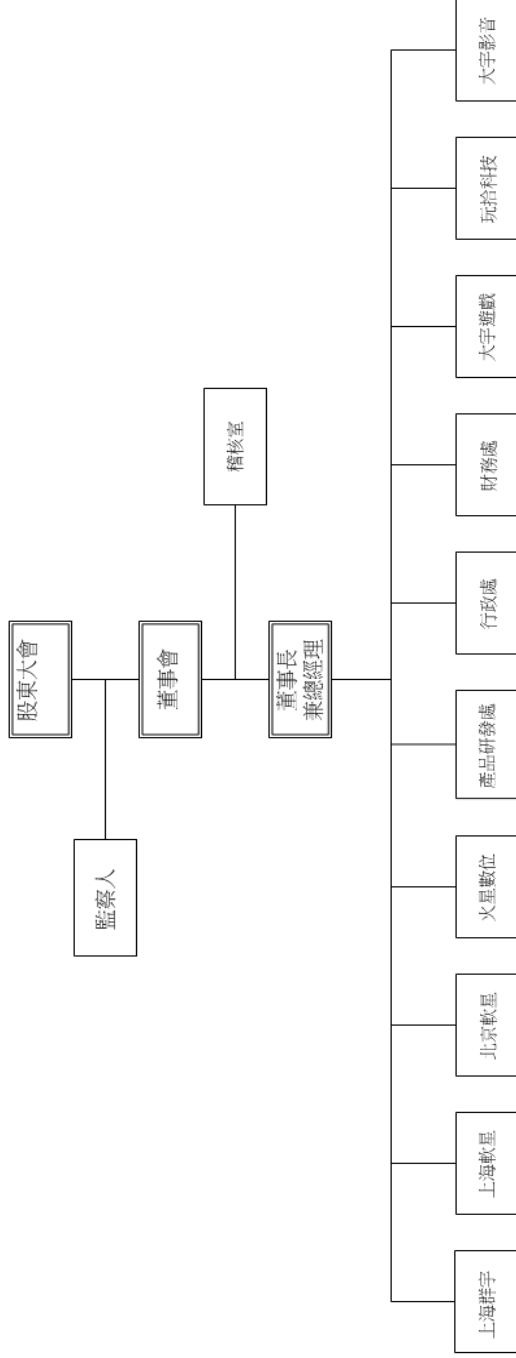 股東大會
監察人
董事會
稽核室
董事長
兼總經理
上海群宇
上海軟星
北京軟星
火星數位
產品研發處
行政處
財務處
大宇遊戲
玩拾科技
大宇影音